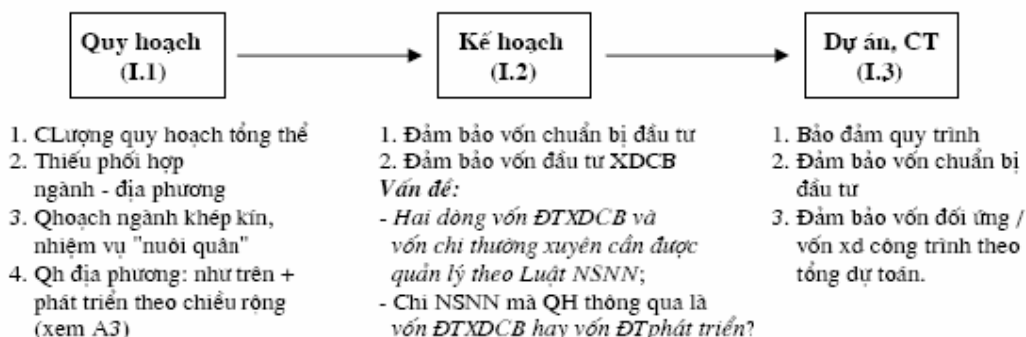 Quy hoạch
(I.1)
Kế hoạch
(I.2)
Dự án, CT
(I.3)
1. CLượng quy hoạch tổng thể
2. Thiếu phối hợp
ngành - địa phương
3. Qhoạch ngành khép kín,
nhiệm vụ "nuôi quân"
4. Qh địa phương: như trên +
phát triển theo chiều rộng
(xem A3)
1. Đảm bảo vốn chuẩn bị đầu tư
2. Đảm bảo vốn đầu tư XDCB
Vấn đề:
- Hai dòng vốn ĐTXDCB và
vốn chi thường xuyên cần được
quản lý theo Luật NSNN;
- Chi NSNN mà QH thông qua là
vốn ĐTXDCB hay vốn ĐTphát triển?
1. Bảo đảm quy trình
2. Đảm bảo vốn chuẩn bị
đầu tư
3. Đảm bảo vốn đối ứng /
vốn xd công trình theo
tổng dự toán.